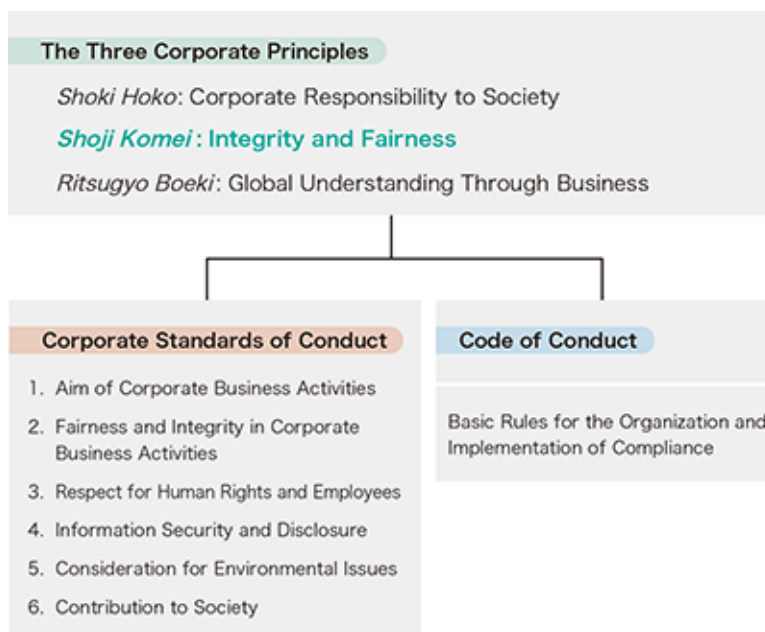 The Three Corporate Principles
Shoki Hoko: Corporate Responsibility to Society
Shoji Komei : Integrity and Fairness
Ritsugyo Boeki: Global Understanding Through Business
Corporate Standards of Conduct
1. Aim of Corporate Business Activities
2. Fairness and Integrity in Corporate
Business Activities
3. Respect for Human Rights and Employees
4. Information Security and Disclosure
5. Consideration for Environmental Issues
6. Contribution to Society
Code of Conduct
Basic Rules for the Organization and
Implementation of Compliance